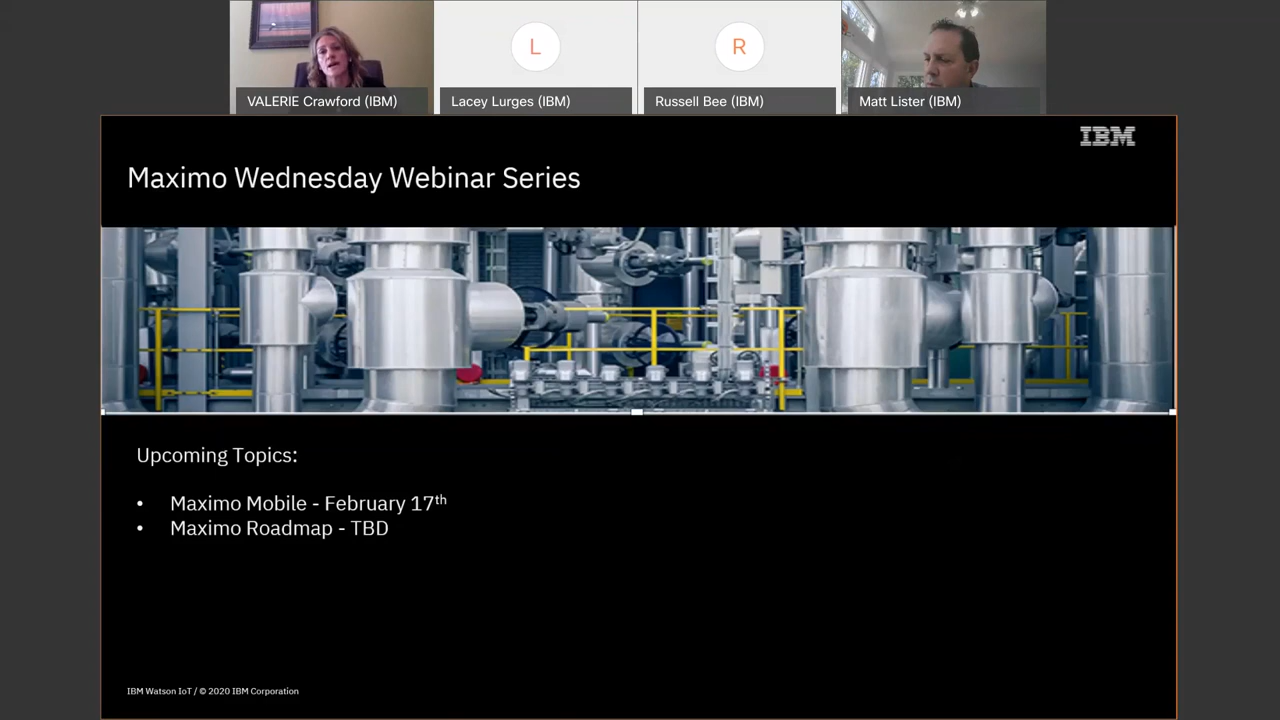 VALERIE Crawford (IBM)
L
Lacey Lurges (IBM)
R
Russell Bee (IBM)
Matt Lister (IBM)
IBM
Maximo Wednesday Webinar Series
Upcoming Topics:
• Maximo Mobile - February 17th
• Maximo Roadmap - TBD
IBM Watson IoT / © 2020 IBM Corporation